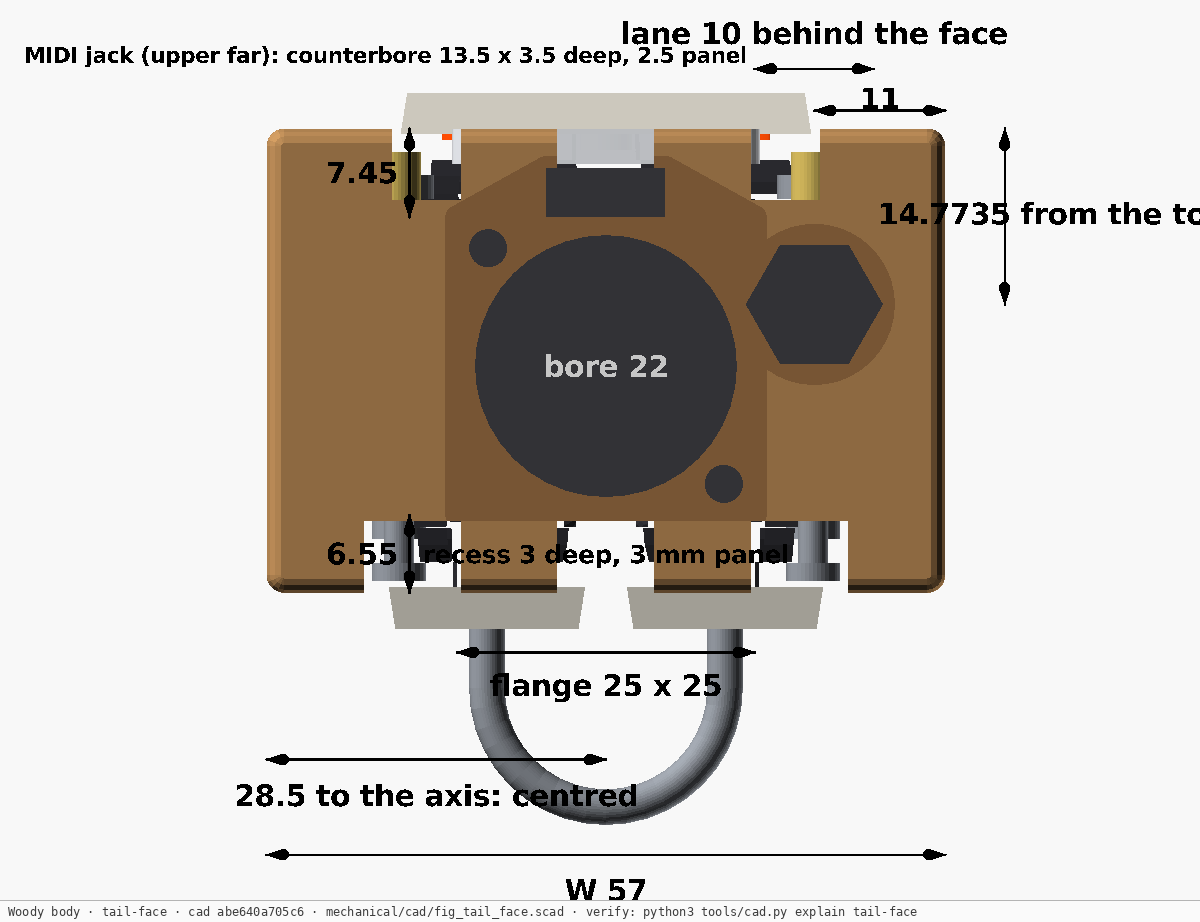 lane 10 behind the face
MIDI jack (upper far): counterbore 13.5 x 3.5 deep, 2.5 panel
11
7.45
14.7735 from the to
bore 22
6.55
recess 3 deep, 3 mm panel
flange 25 x 25
28.5 to the axis: centred
W 57
Woody body · tail-face · cad abe640a705c6 · mechanical/cad/fig_tail_face.scad · verify: python3 tools/cad.py explain tail-face